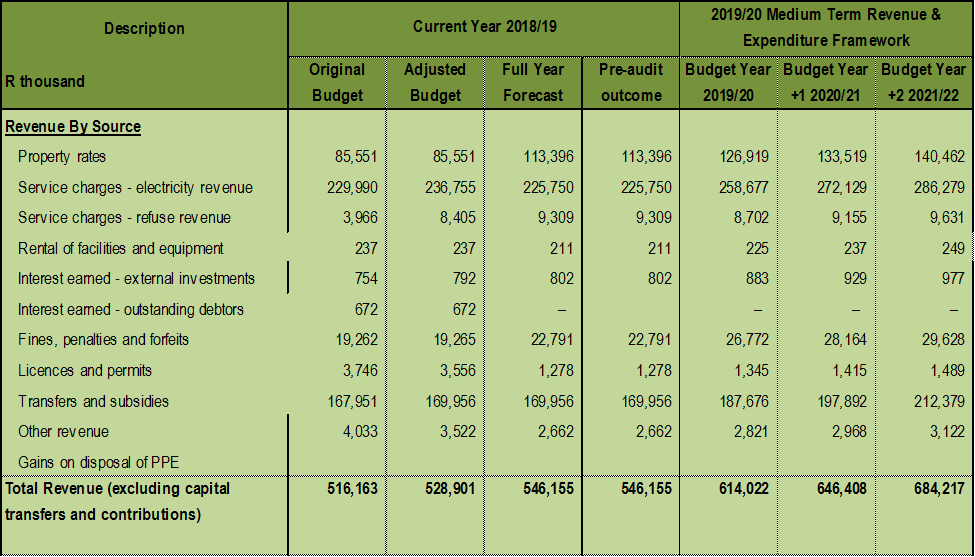 Description Current Year 2018/19 2019/20 Medium Term Revenue &
Expenditure Framework
R thousand Original Adjusted Full Year Pre-audit Budget Year Budget Year Budget Year
Budget Budget Forecast outcome 2019/20 +1 2020/21 +2 2021/22
Revenue By Source
Property rates 85,551 85,551 113,396 113,396 126,919 133,519 140,462
Service charges - electricity revenue 229,990 236,755 225,750 225,750 258,677 272,129 286,279
Service charges - refuse revenue 3,966 8,405 9,309 9,309 8,702 9,155 9,631
Rental of facilities and equipment 237 237 211 211 225 237 249
Interest earned - external investments 754 792 802 802 883 929 977
Interest earned - outstanding debtors 672 672 – – – – –
Fines, penalties and forfeits 19,262 19,265 22,791 22,791 26,772 28,164 29,628
Licences and permits 3,746 3,556 1,278 1,278 1,345 1,415 1,489
Transfers and subsidies 167,951 169,956 169,956 169,956 187,676 197,892 212,379
Other revenue 4,033 3,522 2,662 2,662 2,821 2,968 3,122
Gains on disposal of PPE
Total Revenue (excluding capital 516,163 528,901 546,155 546,155 614,022 646,408 684,217
transfers and contributions)